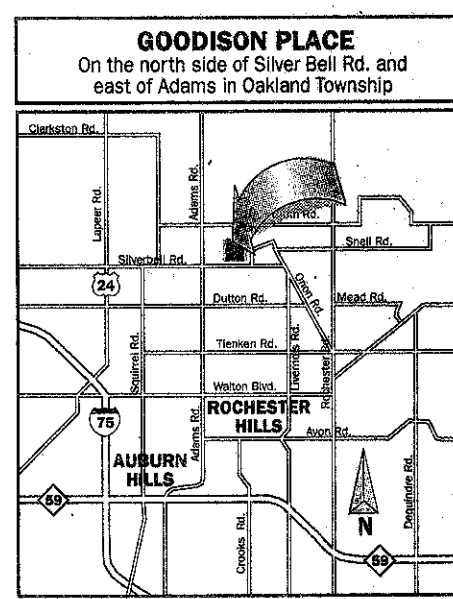 GOODISON PLACE
On the north side of Silver Bell Rd. and
east of Adams in Oakland Township
Clarkston Rd.
Lapeer Rd.
Adams Rd.
Rd.
Snell Rd.
Silverbell Rd.
24
Orion Rd.
Dutton Rd.
Mead Rd.
Squirrel Rd.
Tienken Rd.
Livernois Rd.
Rochester Rd.
Walton Blvd.
75
ROCHESTER
HILLS
Adams Rd.
Avon Rd.
AUBURN
HILLS
59
Crooks Rd.
N
Dequindre Rd.
59